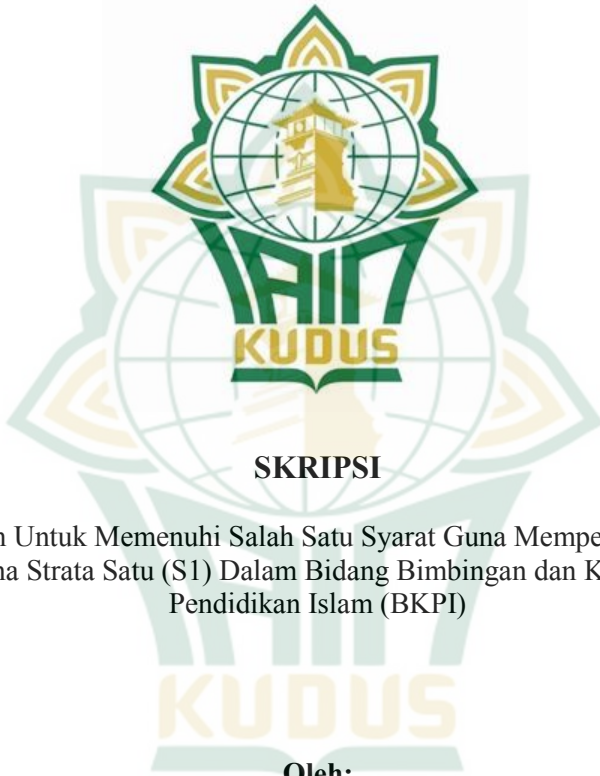 IAIN
KUDUS
SKRIPSI
Untuk Memenuhi Salah Satu Syarat Guna
Strata Satu (S1) Dalam Bidang Bimbingan dan
Pendidikan Islam (BKPI)
KUDUS
Oleh: